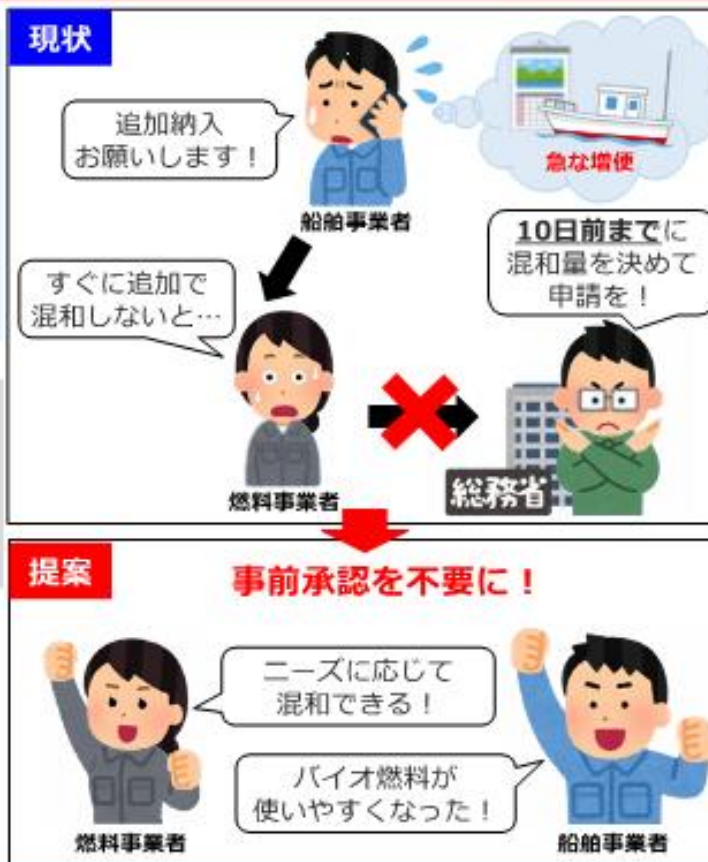 現状
追加納入
お願いします！
急な増便
船舶事業者
10日前までに
混和量を決めて
申請を！
すぐに追加で
混和しないと…
燃料事業者
総務省
提案
事前承認を不要に！
ニーズに応じて
混和できる！
バイオ燃料が
使いやすくなった！
燃料事業者
船舶事業者